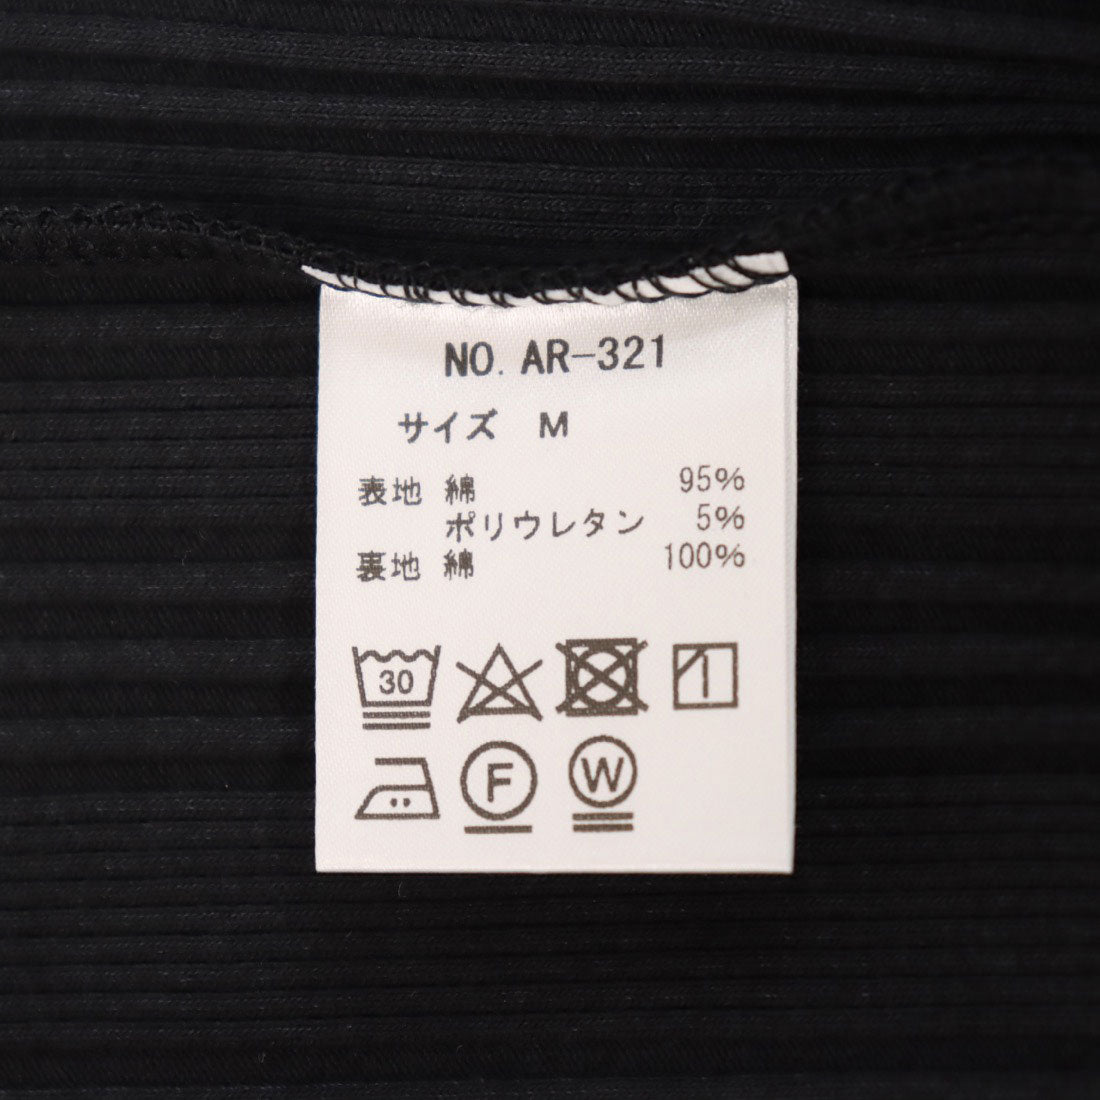 NO. AR-321
サイズ M
表地 綿 95%
ポリウレタン 5%
裏地 綿 100%
30
F W